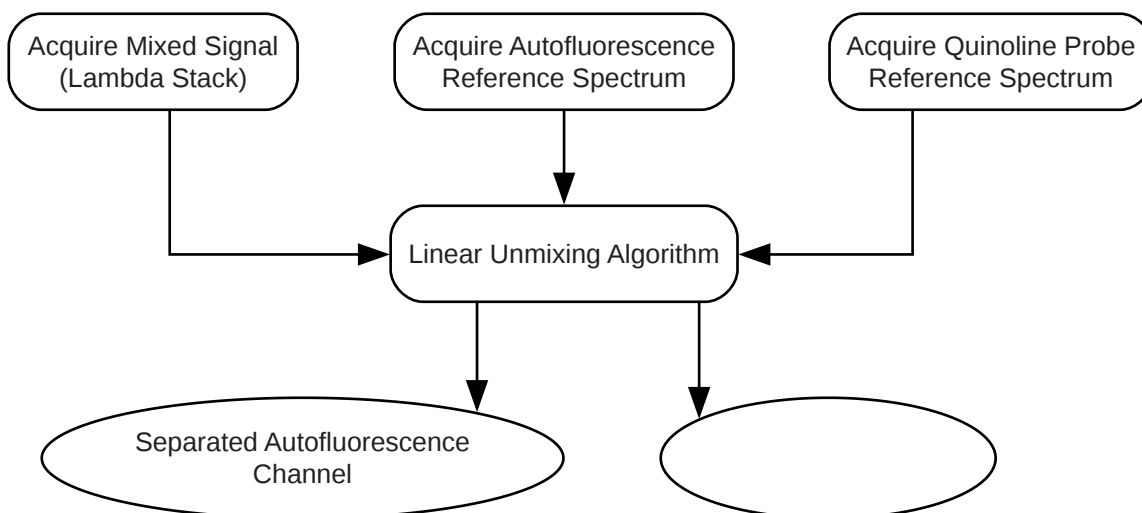 Acquire Mixed Signal
(Lambda Stack)
Acquire Autofluorescence
Reference Spectrum
Acquire Quinoline Probe
Reference Spectrum
Linear Unmixing Algorithm
Separated Autofluorescence
Channel